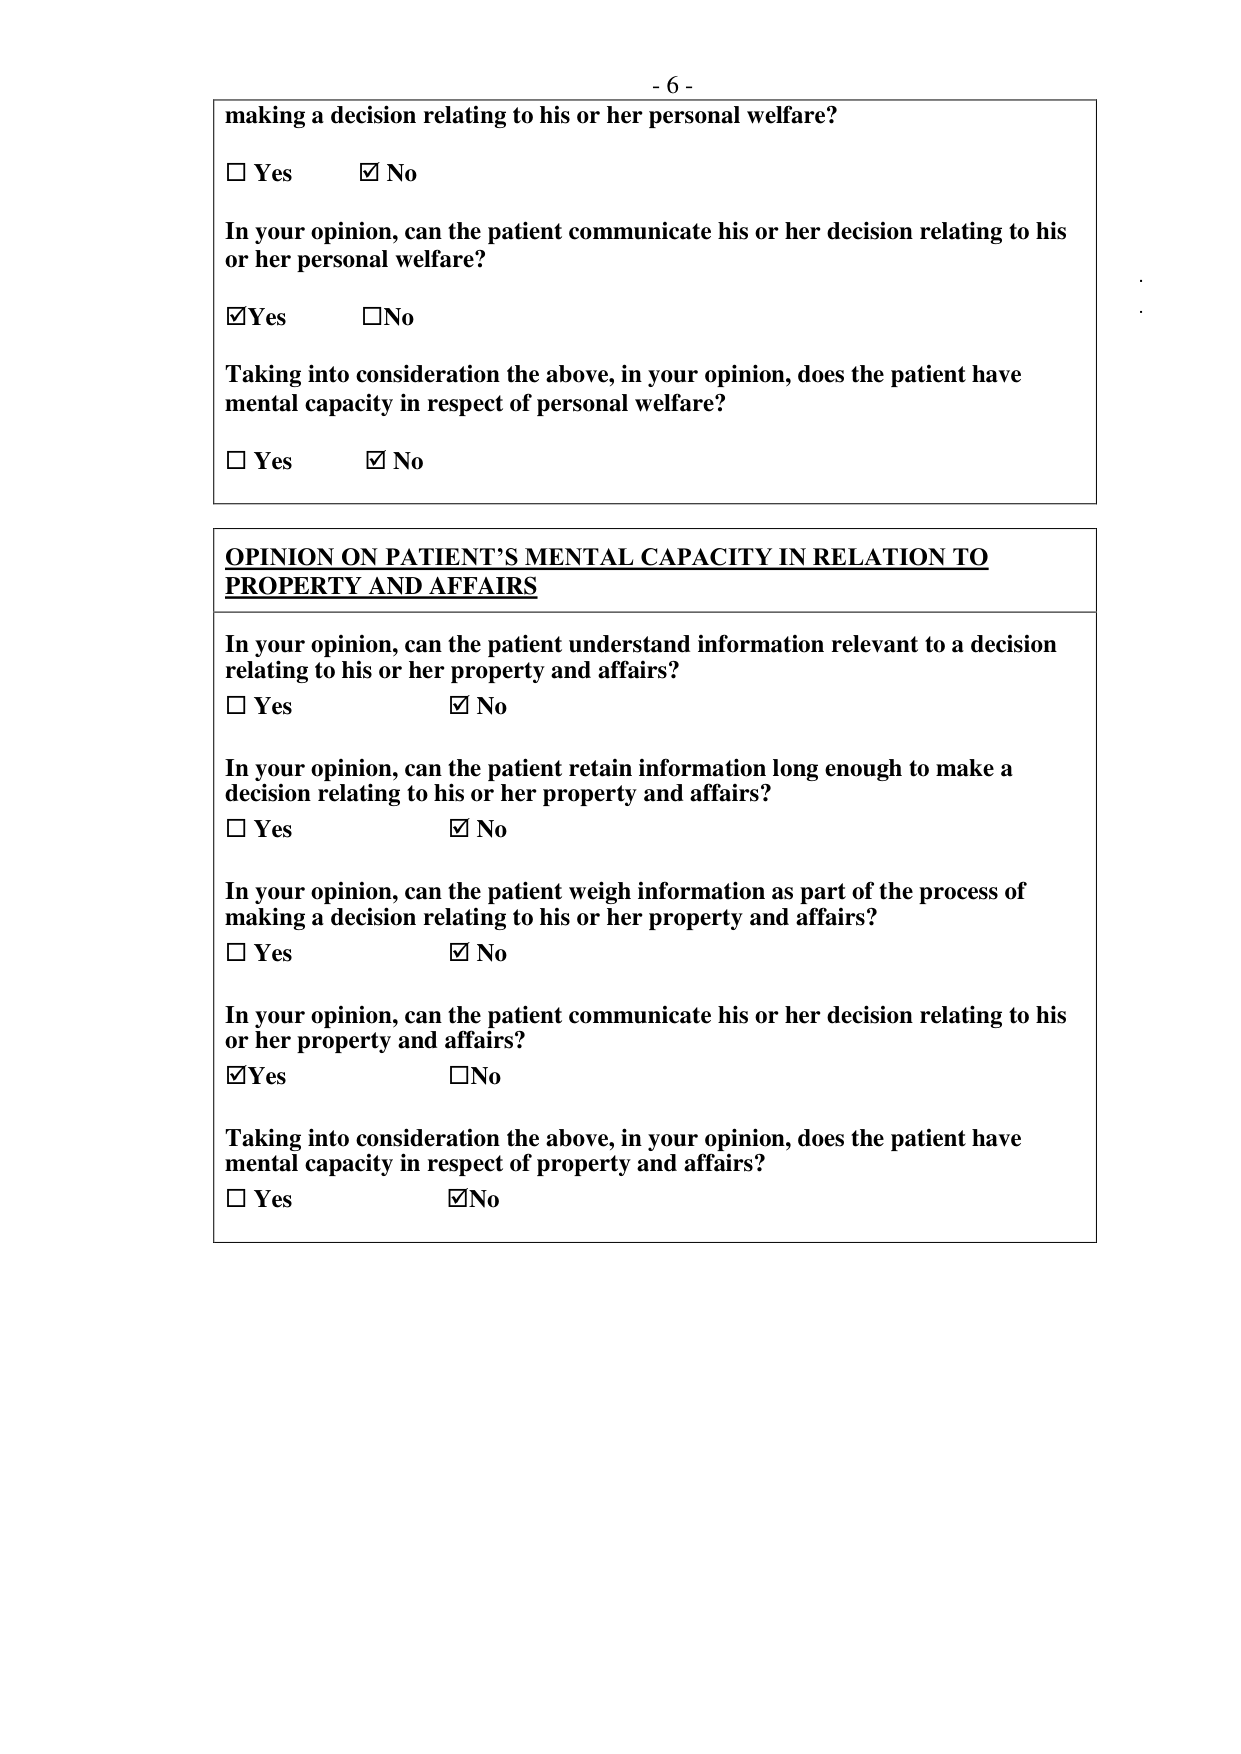 - 6 -
making a decision relating to his or her personal welfare?
☐ Yes ☑ No
In your opinion, can the patient communicate his or her decision relating to his
or her personal welfare?
☑Yes ☐No
Taking into consideration the above, in your opinion, does the patient have
mental capacity in respect of personal welfare?
☐ Yes ☑ No
OPINION ON PATIENT’S MENTAL CAPACITY IN RELATION TO
PROPERTY AND AFFAIRS
In your opinion, can the patient understand information relevant to a decision
relating to his or her property and affairs?
☐ Yes ☑ No
In your opinion, can the patient retain information long enough to make a
decision relating to his or her property and affairs?
☐ Yes ☑ No
In your opinion, can the patient weigh information as part of the process of
making a decision relating to his or her property and affairs?
☐ Yes ☑ No
In your opinion, can the patient communicate his or her decision relating to his
or her property and affairs?
☑Yes ☐No
Taking into consideration the above, in your opinion, does the patient have
mental capacity in respect of property and affairs?
☐ Yes ☑No